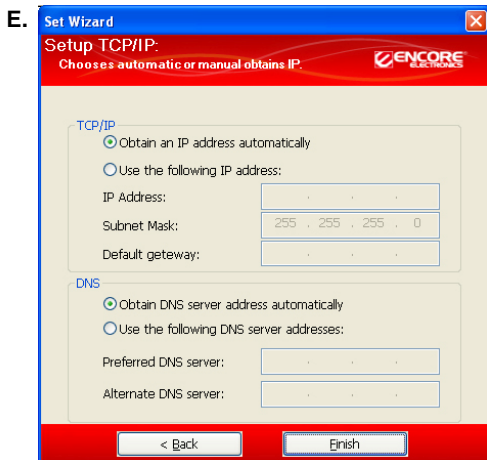 E.
Set Wizard
Setup TCP/IP:
Chooses automatic or manual obtains IP.
ENCORE
ELECTRONICS
TCP/IP
Obtain an IP address automatically
Use the following IP address:
IP Address:
Subnet Mask: 255 . 255 . 255 . 0
Default geteway:
DNS
Obtain DNS server address automatically
Use the following DNS server addresses:
Preferred DNS server:
Alternate DNS server:
< Back Finish